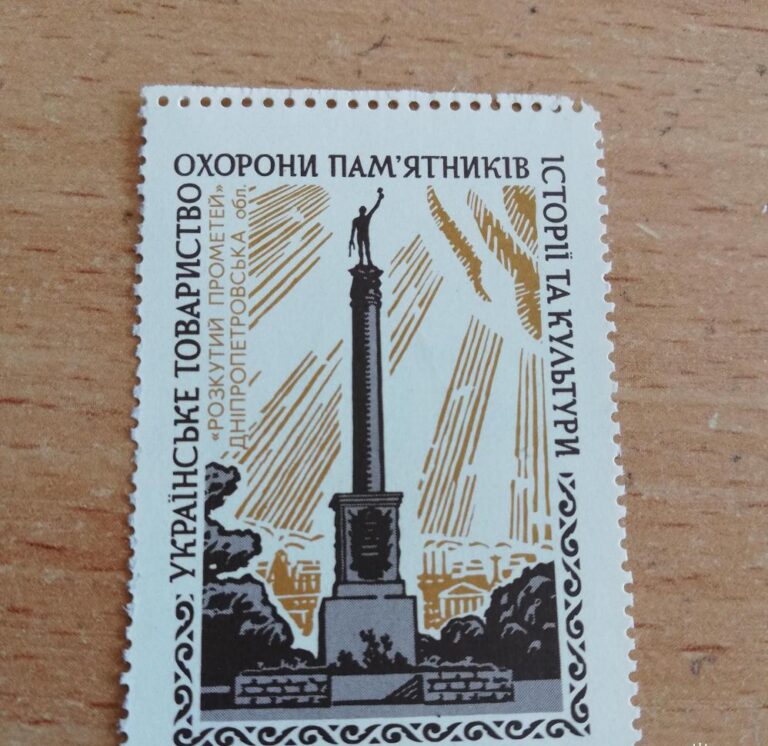 УКРАЇНСЬКЕ ТОВАРИСТВО
ОХОРОНИ ПАМ'ЯТНИКІВ
ІСТОРІЇ ТА КУЛЬТУРИ
«РОЗКУТИЙ ПРОМЕТЕЙ»
ДНІПРОПЕТРОВСЬКА обл.